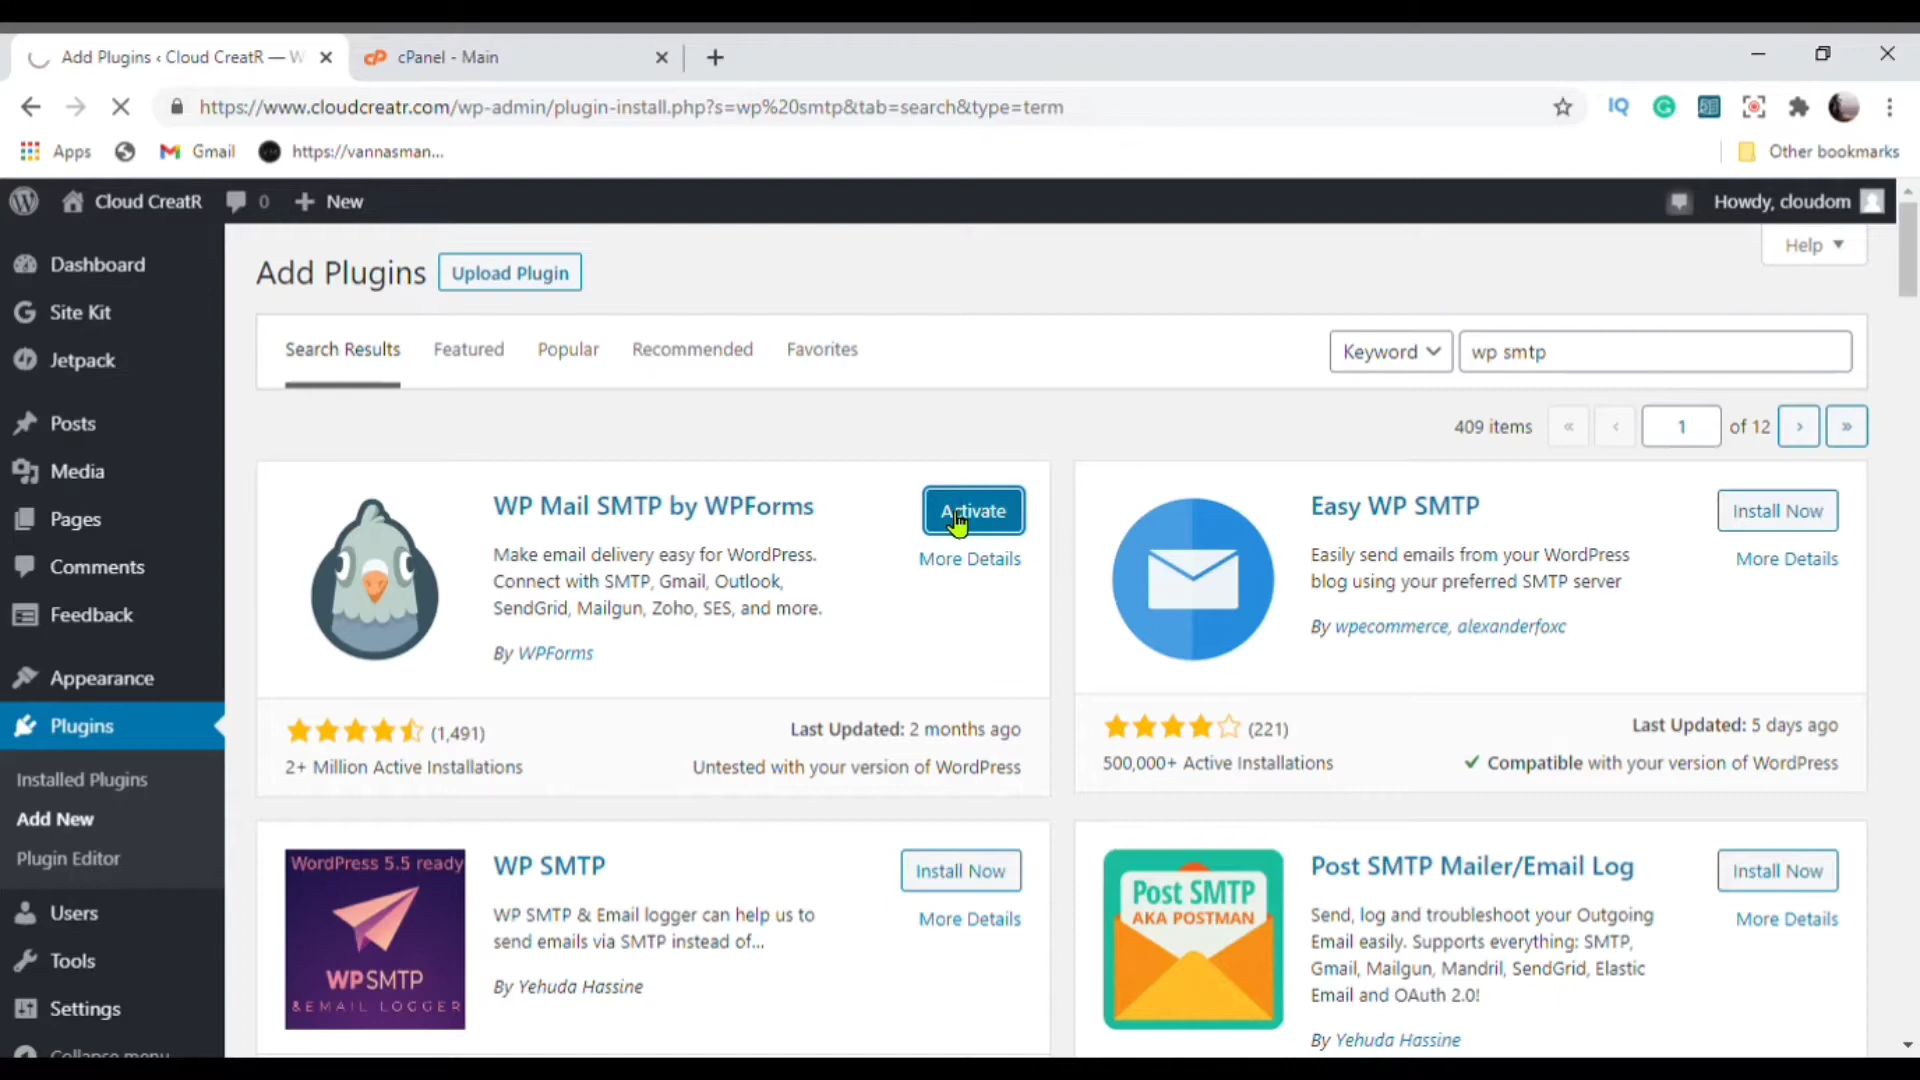 Add Plugins ‹ Cloud CreatR — W
cPanel - Main
https://www.cloudcreatr.com/wp-admin/plugin-install.php?s=wp%20smtp&tab=search&type=term
IQ
Apps
Gmail
https://vannasman...
Other bookmarks
Cloud CreatR
0
New
Howdy, cloudom
Dashboard
Site Kit
Jetpack
Posts
Media
Pages
Comments
Feedback
Appearance
Plugins
Installed Plugins
Add New
Plugin Editor
Users
Tools
Settings
Collapse menu
Add Plugins
Upload Plugin
Help
Search Results
Featured
Popular
Recommended
Favorites
Keyword
wp smtp
409 items
«
‹
1
of 12
›
»
WP Mail SMTP by WPForms
Activate
More Details
Make email delivery easy for WordPress.
Connect with SMTP, Gmail, Outlook,
SendGrid, Mailgun, Zoho, SES, and more.
By WPForms
(1,491)
2+ Million Active Installations
Last Updated: 2 months ago
Untested with your version of WordPress
Easy WP SMTP
Install Now
More Details
Easily send emails from your WordPress
blog using your preferred SMTP server
By wpecommerce, alexanderfoxc
(221)
500,000+ Active Installations
Last Updated: 5 days ago
Compatible with your version of WordPress
WordPress 5.5 ready
WPSMTP
& EMAIL LOGGER
WP SMTP
Install Now
More Details
WP SMTP & Email logger can help us to
send emails via SMTP instead of...
By Yehuda Hassine
Post SMTP
AKA POSTMAN
Post SMTP Mailer/Email Log
Install Now
More Details
Send, log and troubleshoot your Outgoing
Email easily. Supports everything: SMTP,
Gmail, Mailgun, Mandril, SendGrid, Elastic
Email and OAuth 2.0!
By Yehuda Hassine